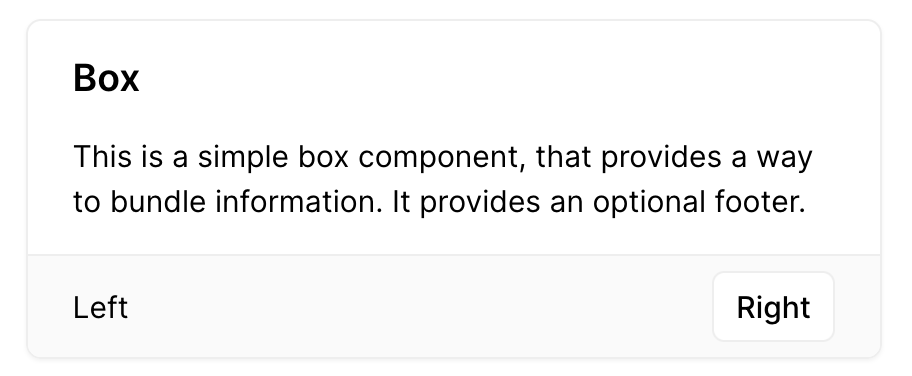 Box
This is a simple box component, that provides a way
to bundle information. It provides an optional footer.
Left
Right